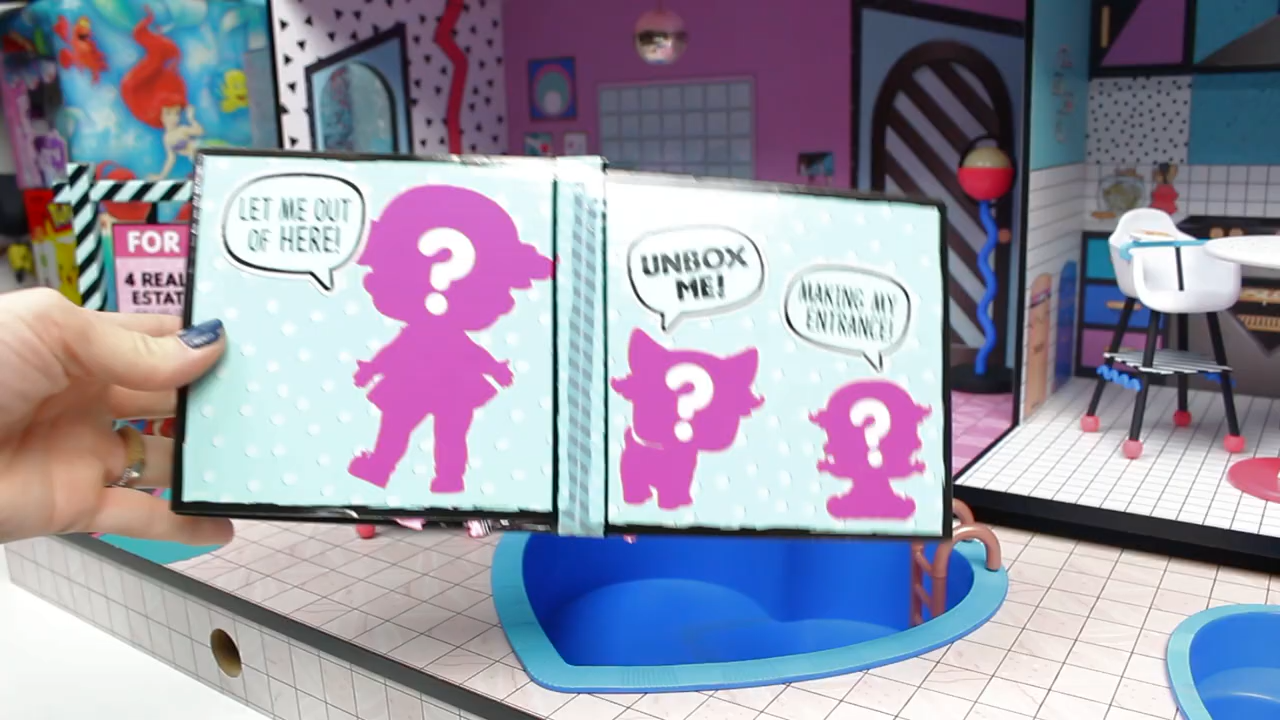 LET ME OUT
OF HERE!
?
UNBOX
ME!
?
MAKING MY
ENTRANCE!
?
FOR
4 REAL
ESTAT